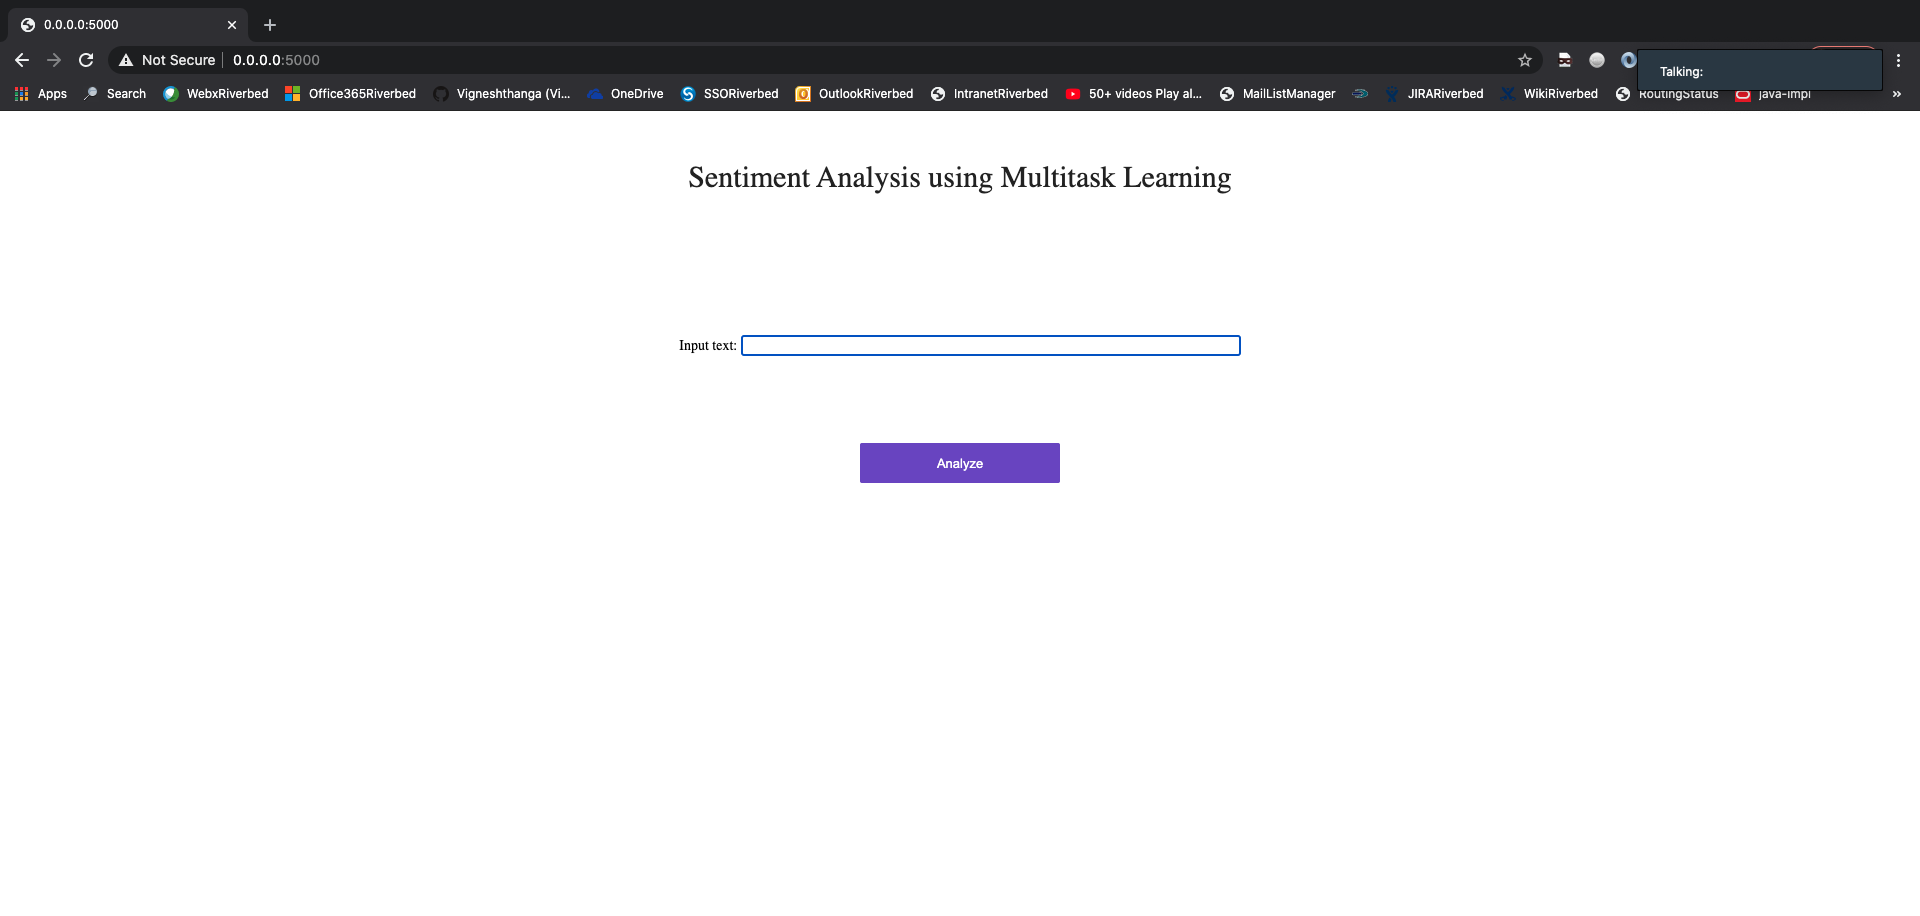 0.0.0.0:5000
Not Secure 0.0.0.0:5000
Talking:
Apps Search WebxRiverbed Office365Riverbed Vigneshthanga (Vi... OneDrive SSORiverbed OutlookRiverbed IntranetRiverbed 50+ videos Play al... MailListManager JIRARiverbed WikiRiverbed RoutingStatus java-impl »
Sentiment Analysis using Multitask Learning
Input text:
Analyze